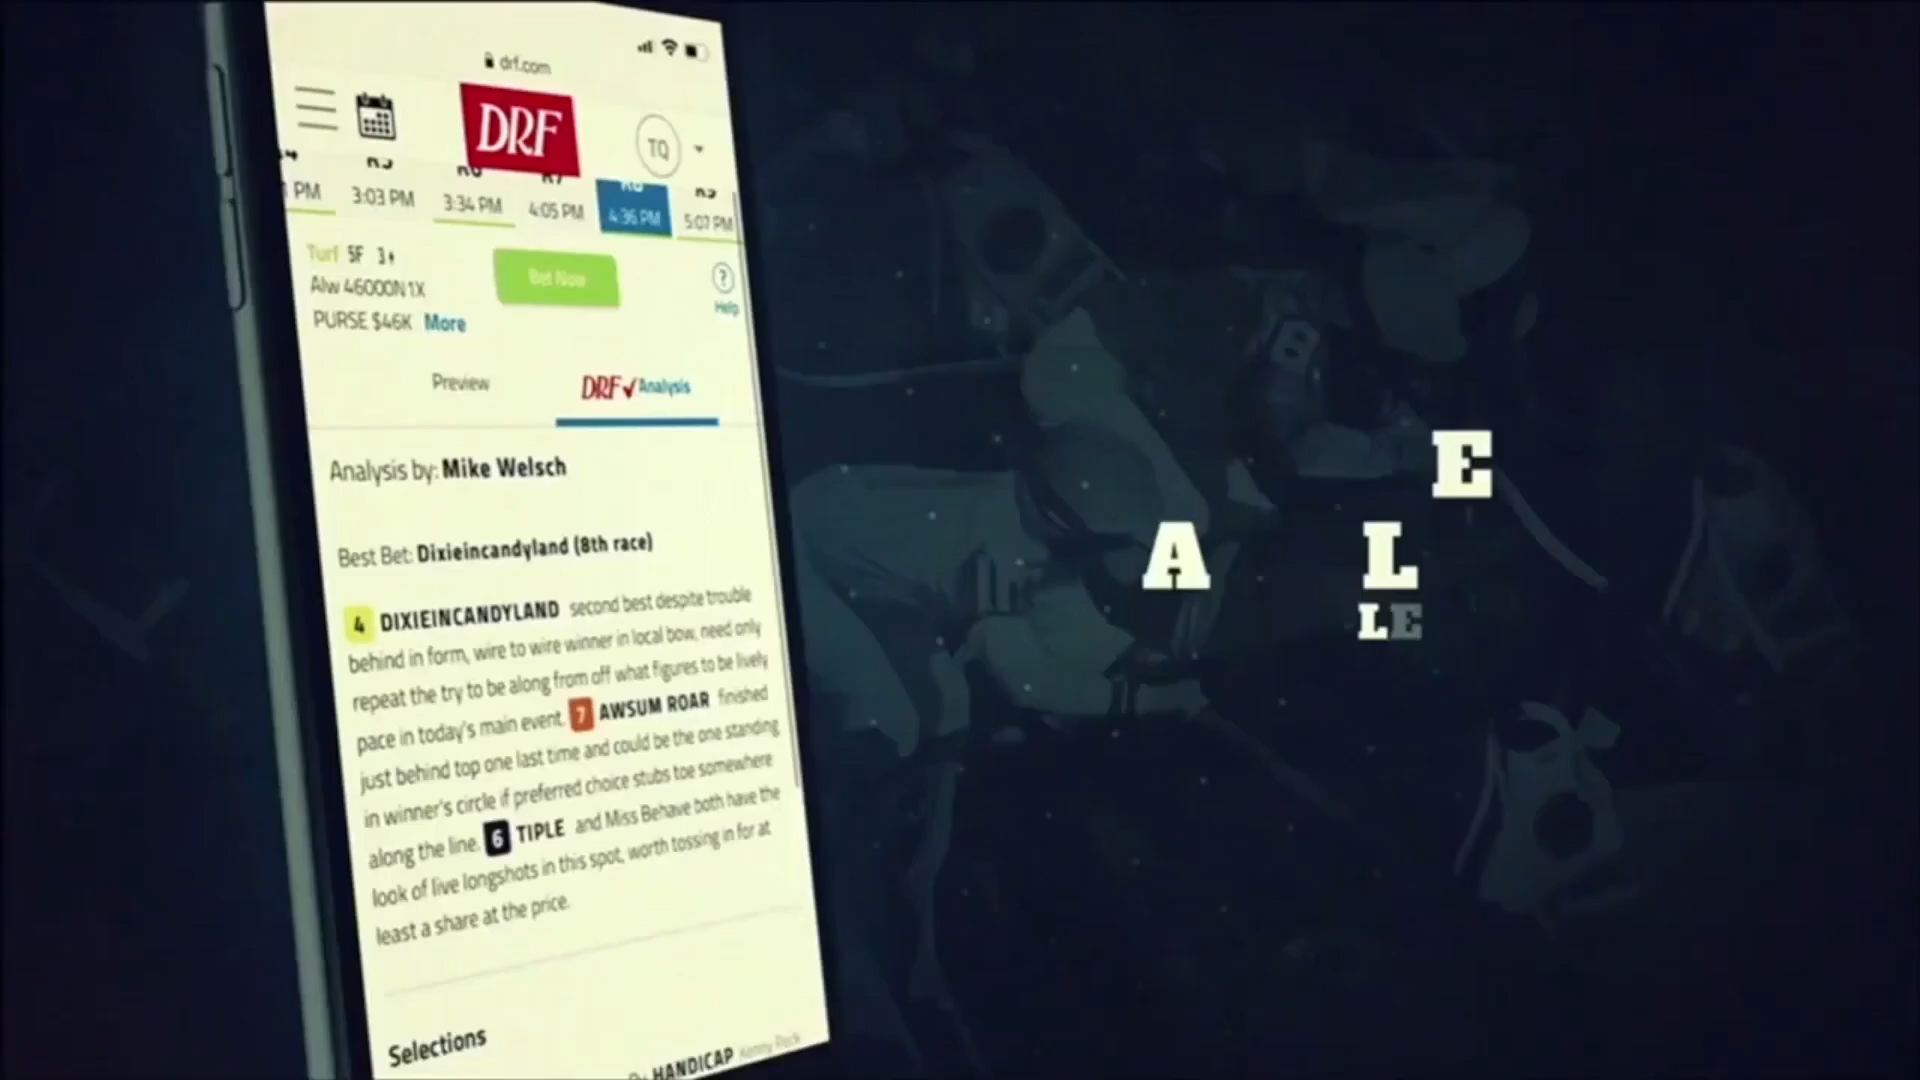 drf.com
DRF
TQ
PM
3:03 PM
3:34 PM
4:05 PM
4:36 PM
5:07 PM
Turf 5F 3
Bet Now
?
Help
Alw 46000N1X
PURSE $46K More
Preview
DRF Analysis
Analysis by: Mike Welsch
Best Bet: Dixieincandyland (8th race)
4 DIXIEINCANDYLAND second best despite trouble
behind in form, wire to wire winner in local bow, need only
repeat the try to be along from off what figures to be lively
pace in today's main event. 7 AWSUM ROAR finished
just behind top one last time and could be the one standing
in winner's circle if preferred choice stubs toe somewhere
along the line. 6 TIPLE and Miss Behave both have the
look of live longshots in this spot, worth tossing in for at
least a share at the price.
Selections
HANDICAP
E
A L
LE